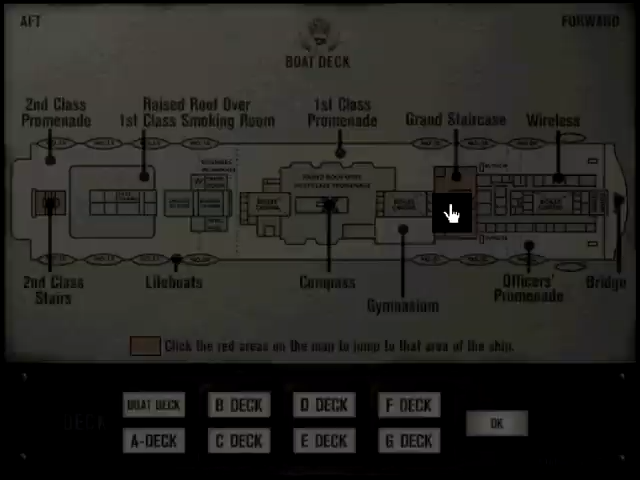 AFT
FORWARD
BOAT DECK
2nd Class
Promenade
Raised Roof Over
1st Class Smoking Room
1st Class
Promenade
Grand Staircase
Wireless
2nd Class
Stairs
Lifeboats
Compass
Gymnasium
Officers'
Promenade
Bridge
Click the red areas on the map to jump to that area of the ship.
DECK
BOAT DECK
B DECK
D DECK
F DECK
A-DECK
C DECK
E DECK
G DECK
OK